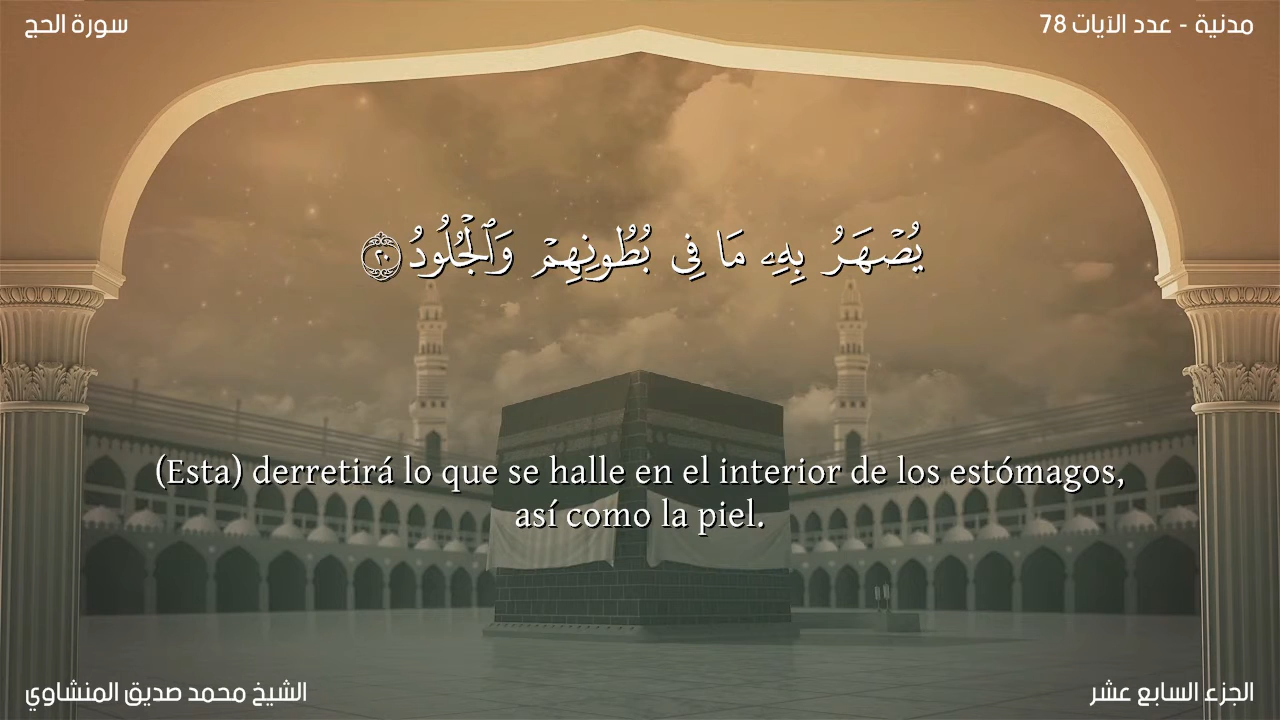 سورة الحج
مدنية - عدد الآيات 78
يُصْهَرُ بِهِۦ مَا فِى بُطُونِهِمْ وَٱلْجُلُودُ ۝٢٠
(Esta) derretirá lo que se halle en el interior de los estómagos,
así como la piel.
الشيخ محمد صديق المنشاوي
الجزء السابع عشر